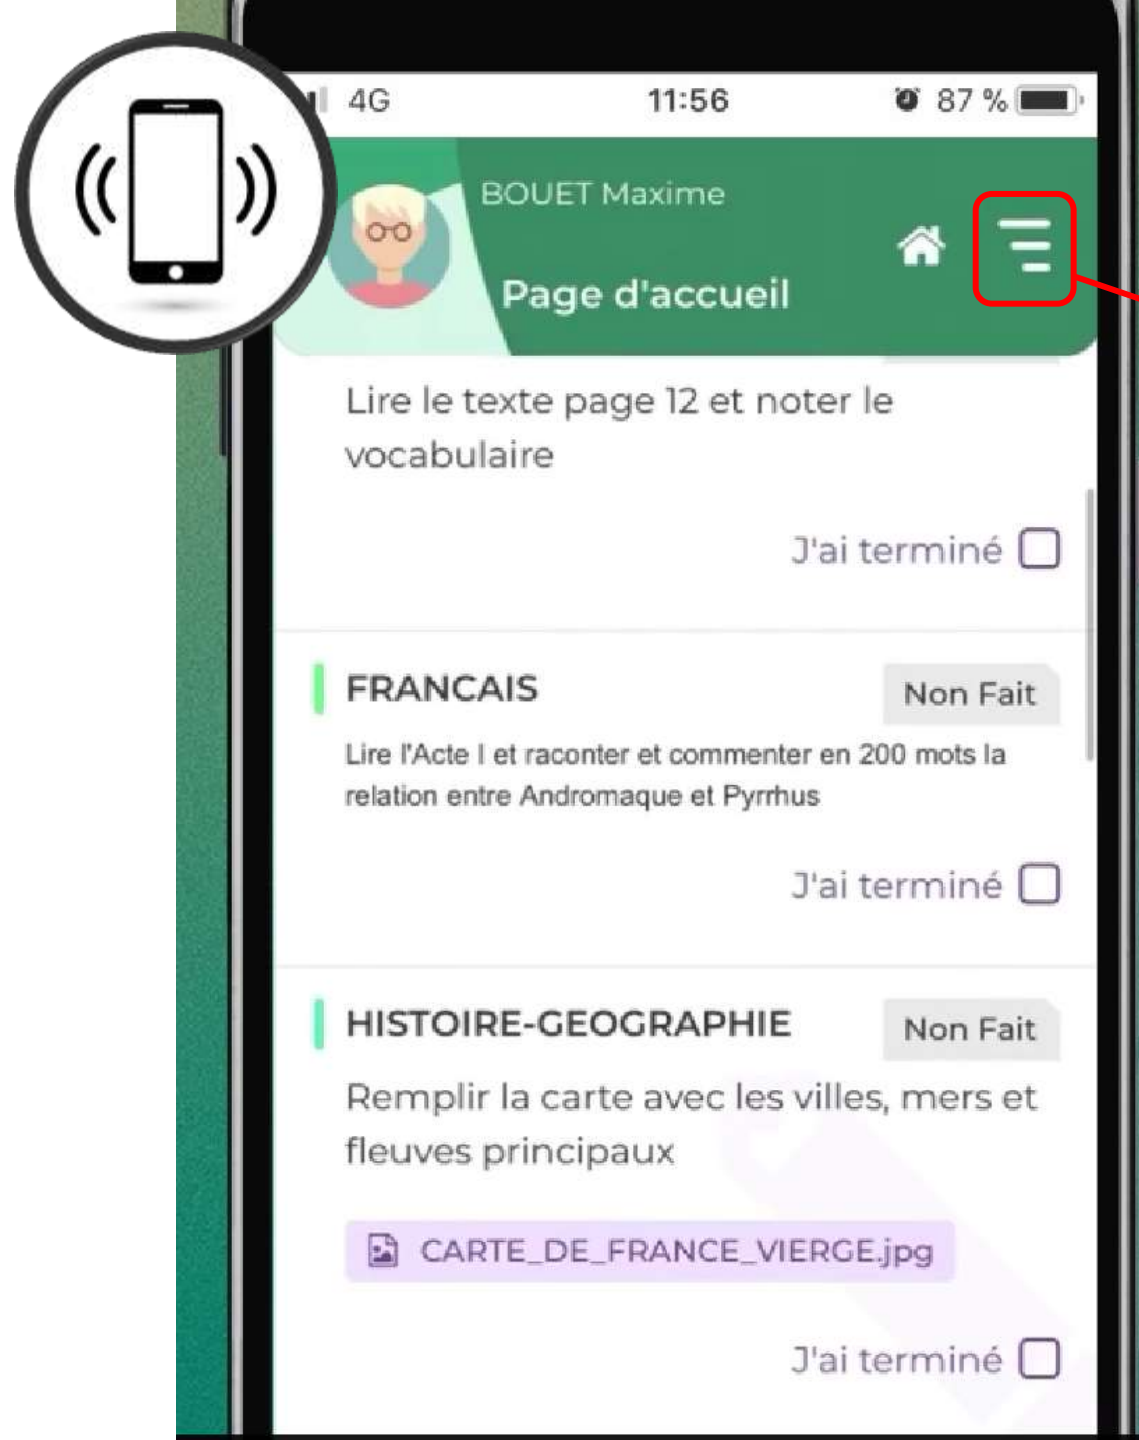 4G
11:56
87 %
BOUET Maxime
Page d'accueil
Lire le texte page 12 et noter le
vocabulaire
J'ai terminé
FRANCAIS
Non Fait
Lire l'Acte I et raconter et commenter en 200 mots la
relation entre Andromaque et Pyrrhus
J'ai terminé
HISTOIRE-GEOGRAPHIE
Non Fait
Remplir la carte avec les villes, mers et
fleuves principaux
CARTE_DE_FRANCE_VIERGE.jpg
J'ai terminé